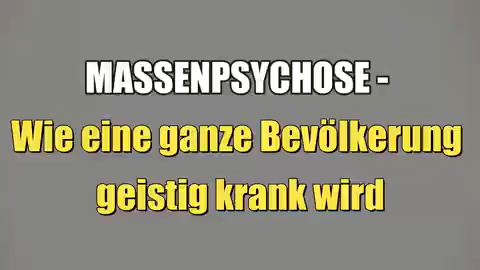 MASSENPSYCHOSE -
Wie eine ganze Bevölkerung
geistig krank wird